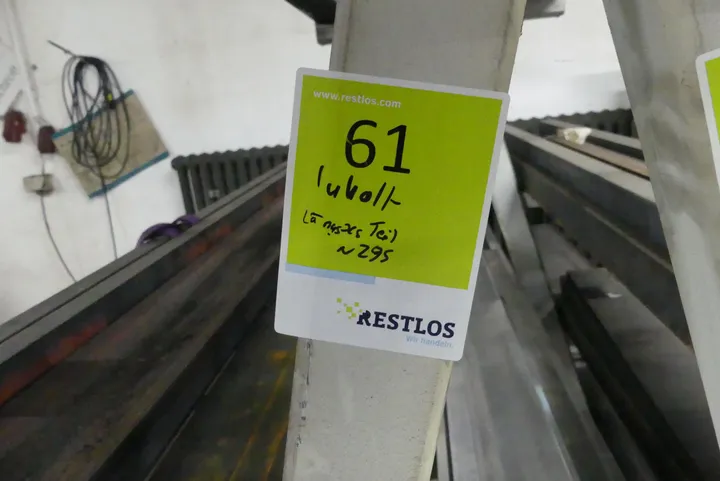 www.restlos.com
61
Inhalt
Längstes Teil
~ 295
RESTLOS
Wir handeln.